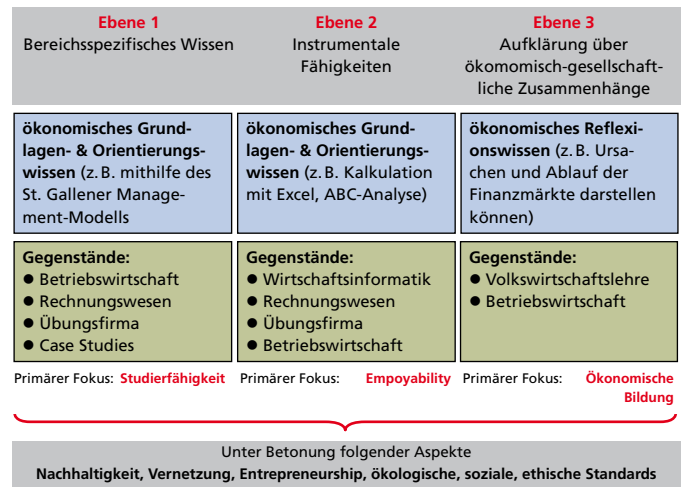 Ebene 1
Bereichsspezifisches Wissen
Ebene 2
Instrumentale
Fähigkeiten
Ebene 3
Aufklärung über
ökomomisch-gesellschaft-
liche Zusammenhänge
ökonomisches Grund-
lagen- & Orientierungs-
wissen (z. B. mithilfe des
St. Gallener Manage-
ment-Modells
ökonomisches Grund-
lagen- & Orientierungs-
wissen (z. B. Kalkulation
mit Excel, ABC-Analyse)
ökonomisches Reflexi-
onswissen (z. B. Ursa-
chen und Ablauf der
Finanzmärkte darstellen
können)
Gegenstände:
● Betriebswirtschaft
● Rechnungswesen
● Übungsfirma
● Case Studies
Gegenstände:
● Wirtschaftsinformatik
● Rechnungswesen
● Übungsfirma
● Betriebswirtschaft
Gegenstände:
● Volkswirtschaftslehre
● Betriebswirtschaft
Primärer Fokus: Studierfähigkeit
Primärer Fokus: Empoyability
Primärer Fokus: Ökonomische
Bildung
Unter Betonung folgender Aspekte
Nachhaltigkeit, Vernetzung, Entrepreneurship, ökologische, soziale, ethische Standards